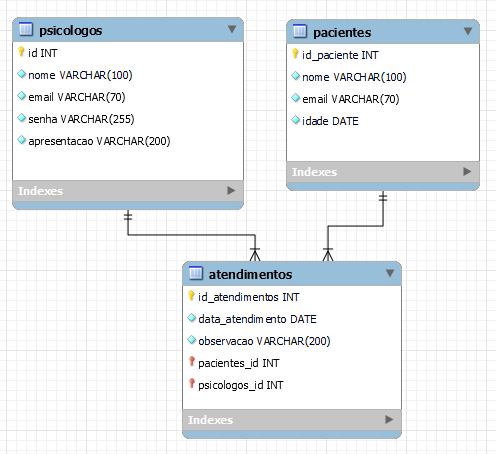 psicologos
id INT
nome VARCHAR(100)
email VARCHAR(70)
senha VARCHAR(255)
apresentacao VARCHAR(200)
Indexes
pacientes
id_paciente INT
nome VARCHAR(100)
email VARCHAR(70)
idade DATE
Indexes
atendimentos
id_atendimentos INT
data_atendimento DATE
observacao VARCHAR(200)
pacientes_id INT
psicologos_id INT
Indexes